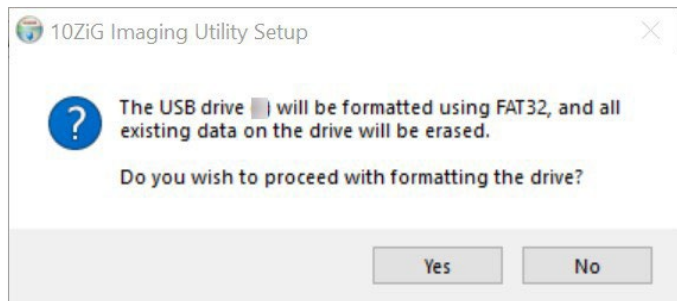 10ZiG Imaging Utility Setup
The USB drive ) will be formatted using FAT32, and all
existing data on the drive will be erased.
Do you wish to proceed with formatting the drive?
Yes
No